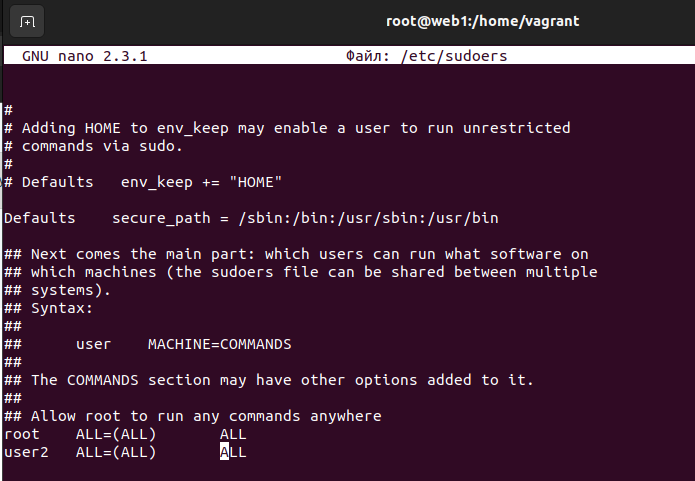 root@web1:/home/vagrant
GNU nano 2.3.1 Файл: /etc/sudoers
#
# Adding HOME to env_keep may enable a user to run unrestricted
# commands via sudo.
#
# Defaults   env_keep += "HOME"
Defaults    secure_path = /sbin:/bin:/usr/sbin:/usr/bin
## Next comes the main part: which users can run what software on
## which machines (the sudoers file can be shared between multiple
## systems).
## Syntax:
##
##      user    MACHINE=COMMANDS
##
## The COMMANDS section may have other options added to it.
##
## Allow root to run any commands anywhere
root    ALL=(ALL)       ALL
user2   ALL=(ALL)       ALL